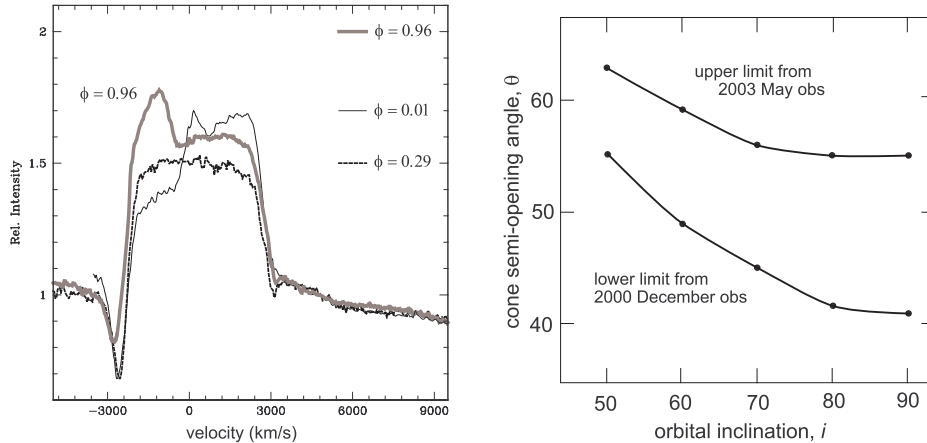 2
1.5
1
Rel. Intensity
ϕ = 0.96
ϕ = 0.96
ϕ = 0.01
ϕ = 0.29
−3000
0
3000
6000
9000
velocity (km/s)
60
50
40
cone semi-opening angle, θ
upper limit from
2003 May obs
lower limit from
2000 December obs
50
60
70
80
90
orbital inclination, i